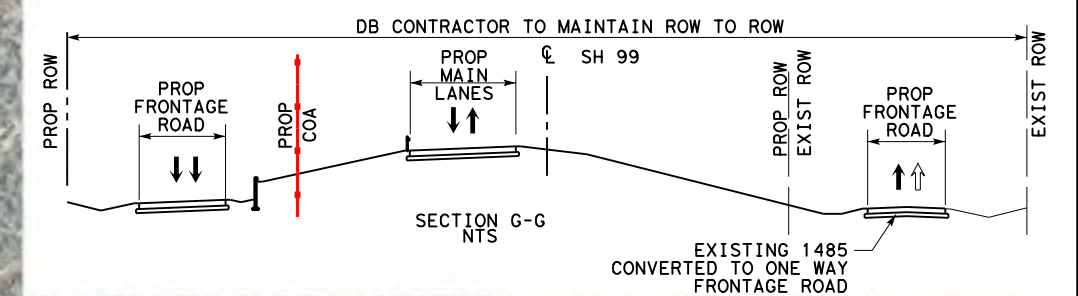 DB CONTRACTOR TO MAINTAIN ROW TO ROW
PROP ROW
PROP
FRONTAGE
ROAD
PROP
COA
PROP
MAIN
LANES
℄ SH 99
PROP ROW
EXIST ROW
PROP
FRONTAGE
ROAD
EXIST ROW
SECTION G-G
NTS
EXISTING 1485
CONVERTED TO ONE WAY
FRONTAGE ROAD